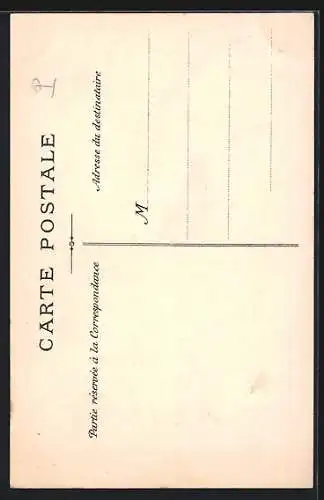 CARTE POSTALE
Partie réservée à la Correspondance
Adresse du destinataire
M